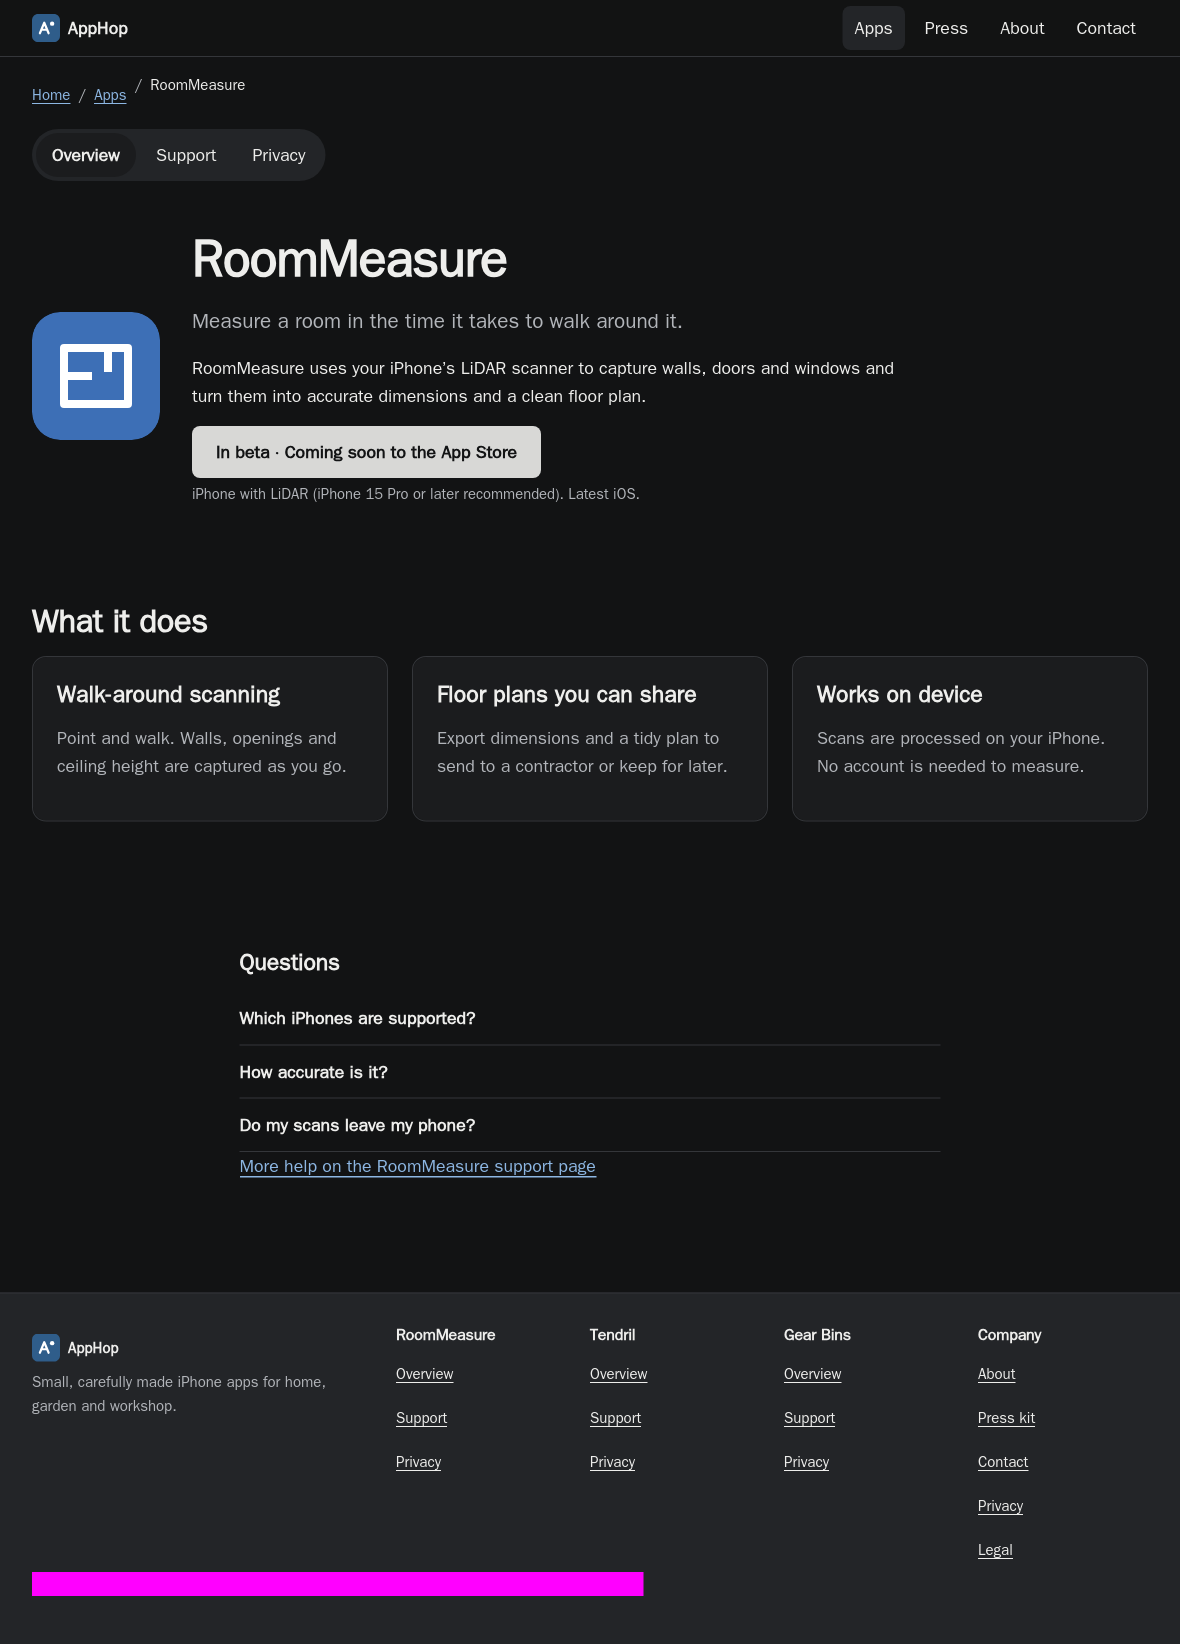 AppHop
Apps
Press
About
Contact
Home / Apps / RoomMeasure
Overview
Support
Privacy
RoomMeasure
Measure a room in the time it takes to walk around it.
RoomMeasure uses your iPhone’s LiDAR scanner to capture walls, doors and windows and
turn them into accurate dimensions and a clean floor plan.
In beta · Coming soon to the App Store
iPhone with LiDAR (iPhone 15 Pro or later recommended). Latest iOS.
What it does
Walk-around scanning
Point and walk. Walls, openings and
ceiling height are captured as you go.
Floor plans you can share
Export dimensions and a tidy plan to
send to a contractor or keep for later.
Works on device
Scans are processed on your iPhone.
No account is needed to measure.
Questions
Which iPhones are supported?
How accurate is it?
Do my scans leave my phone?
More help on the RoomMeasure support page
AppHop
Small, carefully made iPhone apps for home,
garden and workshop.
RoomMeasure
Overview
Support
Privacy
Tendril
Overview
Support
Privacy
Gear Bins
Overview
Support
Privacy
Company
About
Press kit
Contact
Privacy
Legal